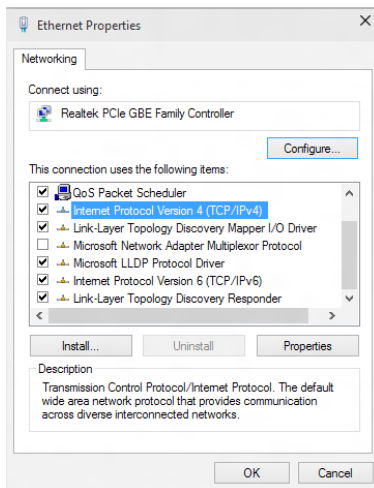 Ethernet Properties
Networking
Connect using:
Realtek PCIe GBE Family Controller
Configure...
This connection uses the following items:
QoS Packet Scheduler
Internet Protocol Version 4 (TCP/IPv4)
Link-Layer Topology Discovery Mapper I/O Driver
Microsoft Network Adapter Multiplexor Protocol
Microsoft LLDP Protocol Driver
Internet Protocol Version 6 (TCP/IPv6)
Link-Layer Topology Discovery Responder
Install...
Uninstall
Properties
Description
Transmission Control Protocol/Internet Protocol. The default
wide area network protocol that provides communication
across diverse interconnected networks.
OK
Cancel